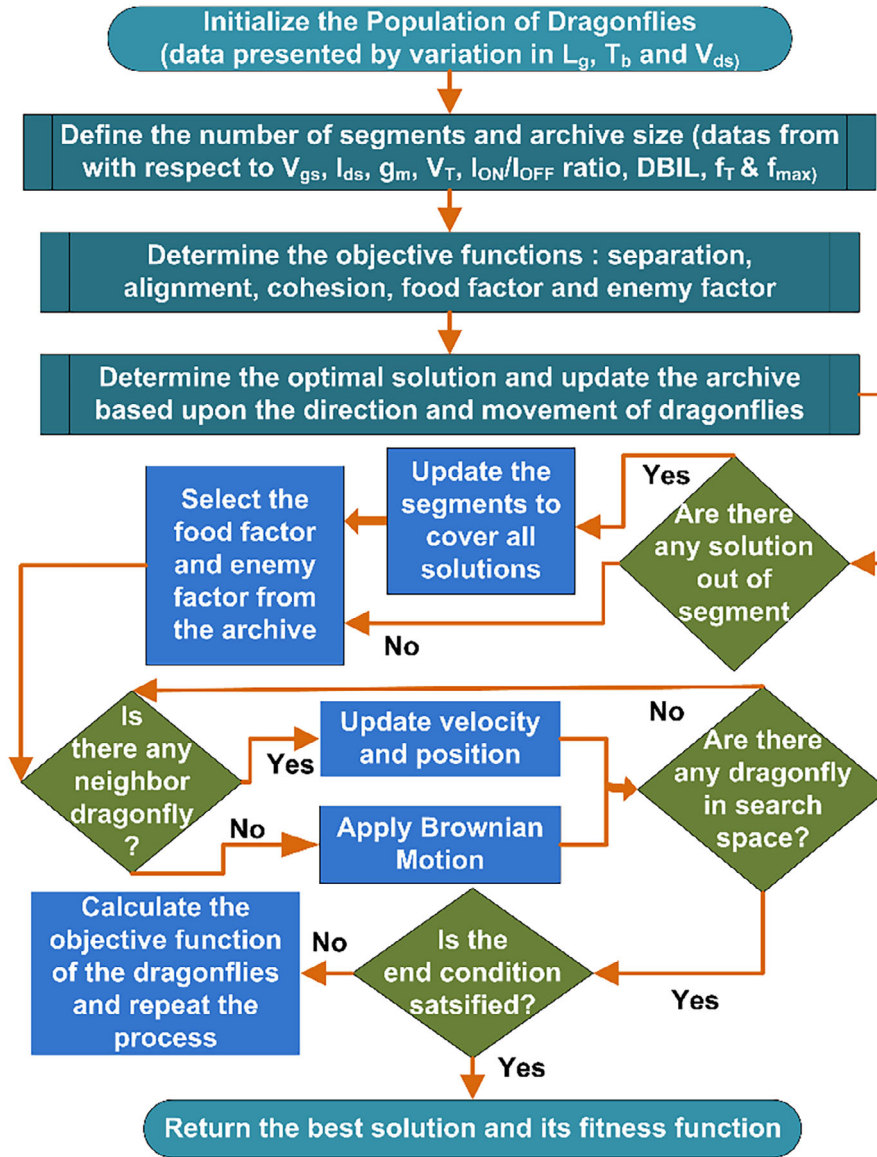 Initialize the Population of Dragonflies
(data presented by variation in Lg, Tb and Vds)
Define the number of segments and archive size (datas from
with respect to Vgs, Ids, gm, VT, ION/IOFF ratio, DBIL, fT & fmax)
Determine the objective functions : separation,
alignment, cohesion, food factor and enemy factor
Determine the optimal solution and update the archive
based upon the direction and movement of dragonflies
Select the
food factor
and enemy
factor from
the archive
Update the
segments to
cover all
solutions
Yes
Are there
any solution
out of
segment
No
Is
there any
neighbor
dragonfly
?
Yes
No
Update velocity
and position
Apply Brownian
Motion
No
Are there
any dragonfly
in search
space?
Yes
Calculate the
objective function
of the dragonflies
and repeat the
process
No
Is the
end condition
satsified?
Yes
Return the best solution and its fitness function